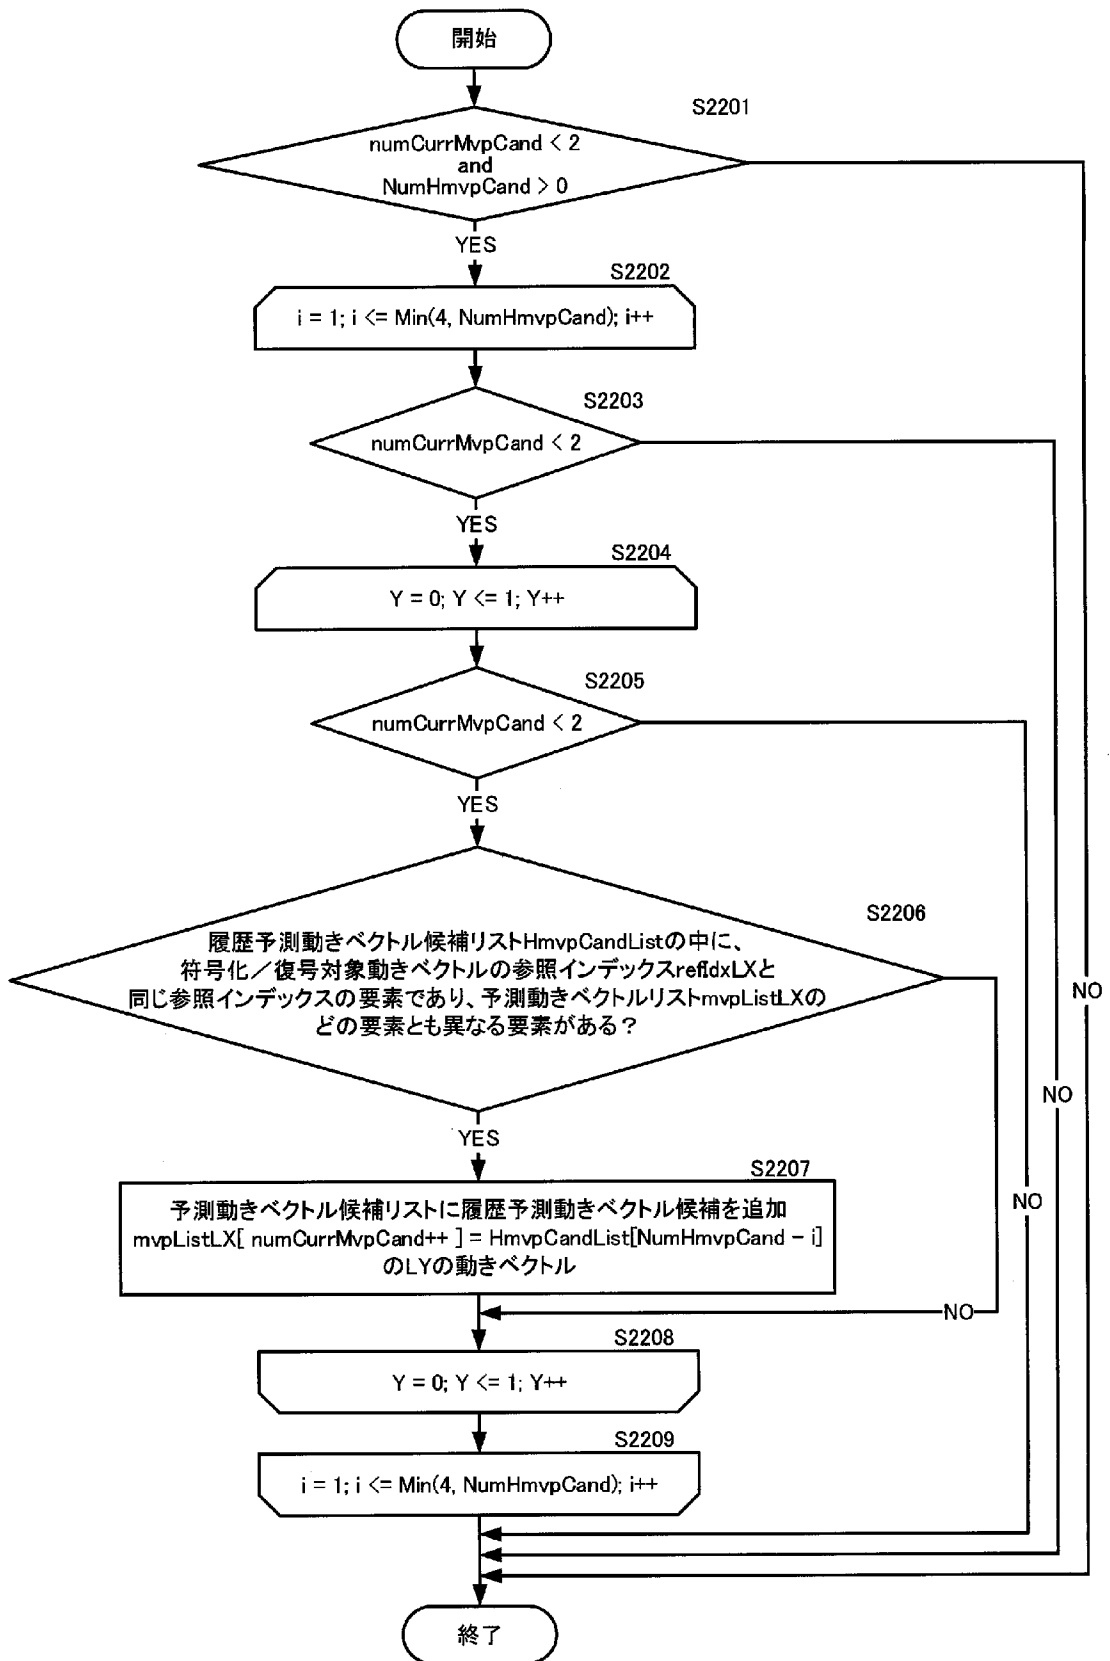 開始
S2201
numCurrMvpCand < 2
and
NumHmvpCand > 0
YES
S2202
i = 1; i <= Min(4, NumHmvpCand); i++
S2203
numCurrMvpCand < 2
YES
S2204
Y = 0; Y <= 1; Y++
S2205
numCurrMvpCand < 2
YES
S2206
履歴予測動きベクトル候補リストHmvpCandListの中に、
符号化／復号対象動きベクトルの参照インデックスrefIdxLXと
同じ参照インデックスの要素であり、予測動きベクトルリストmvpListLXの
どの要素とも異なる要素がある？
NO
NO
YES
S2207
NO
予測動きベクトル候補リストに履歴予測動きベクトル候補を追加
mvpListLX[ numCurrMvpCand++ ] = HmvpCandList[NumHmvpCand - i]
のLYの動きベクトル
NO
S2208
Y = 0; Y <= 1; Y++
S2209
i = 1; i <= Min(4, NumHmvpCand); i++
終了